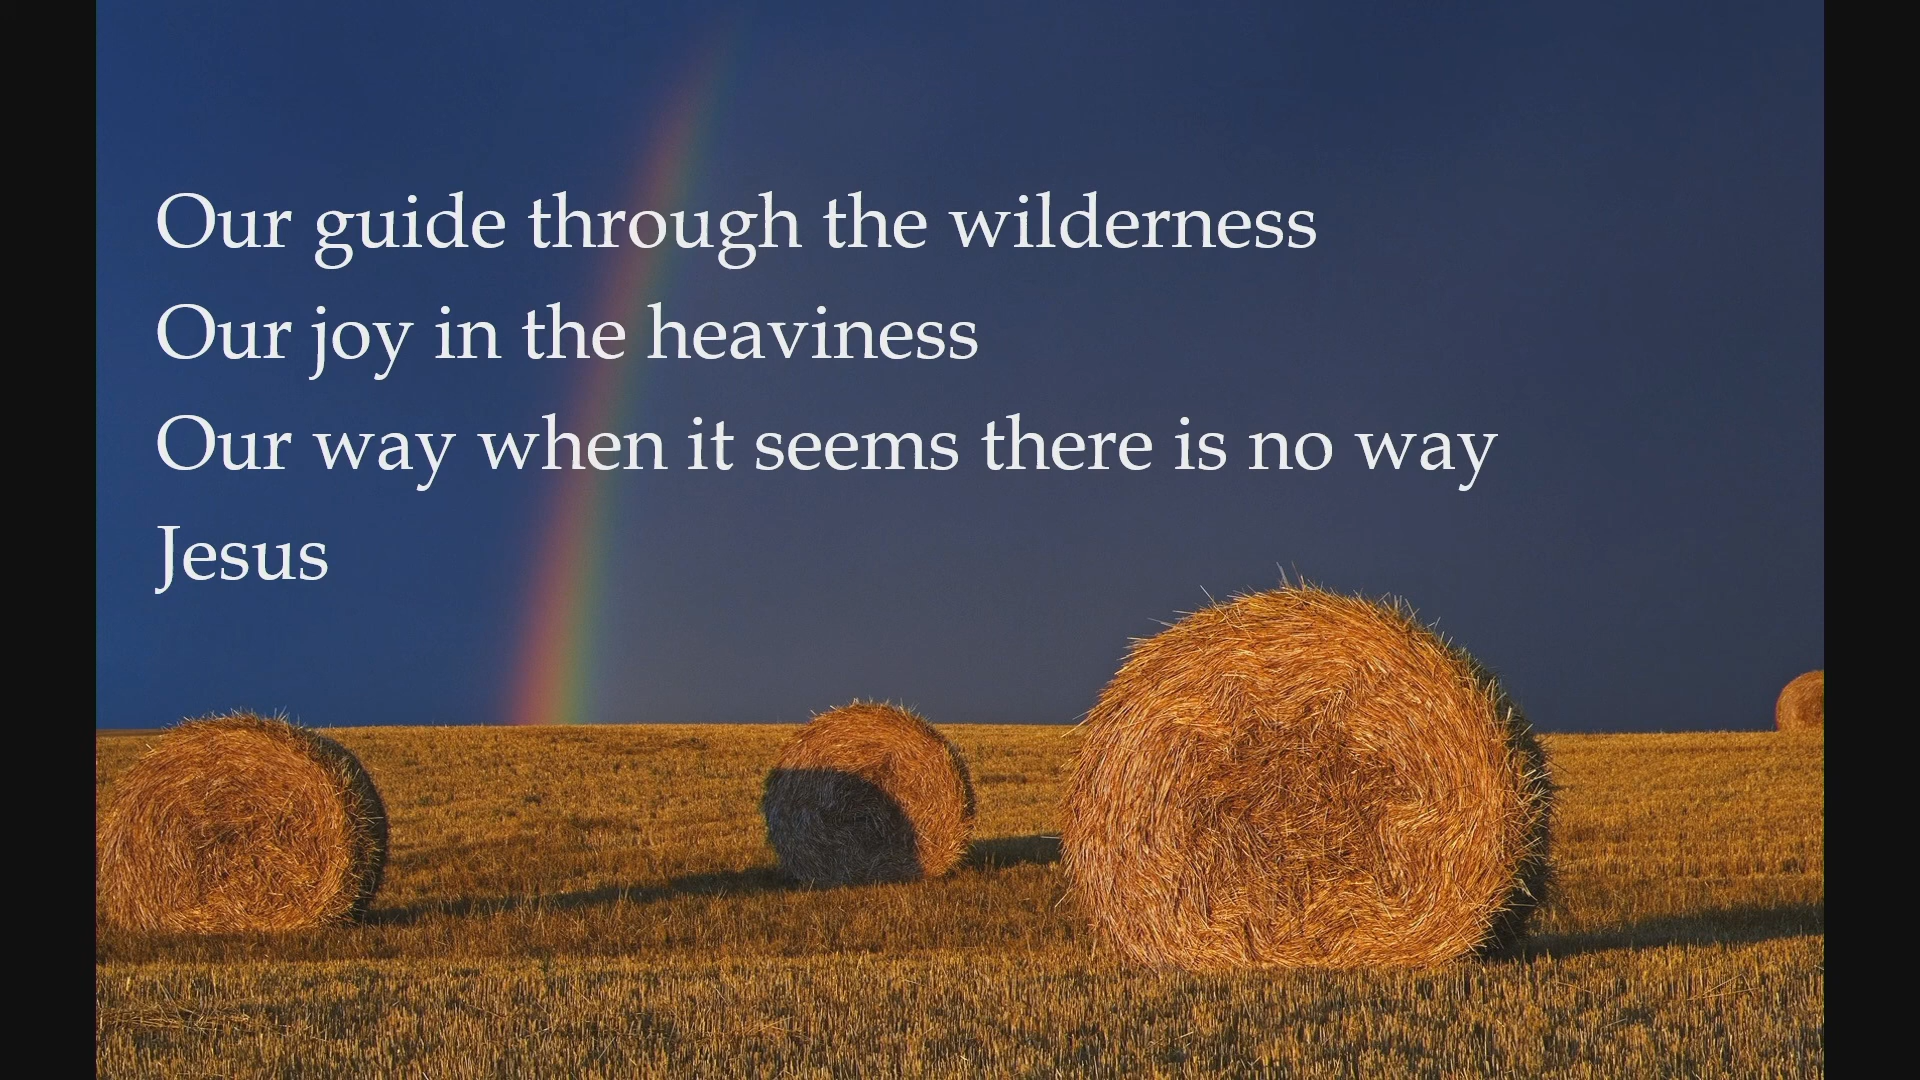 Our guide through the wilderness
Our joy in the heaviness
Our way when it seems there is no way
Jesus